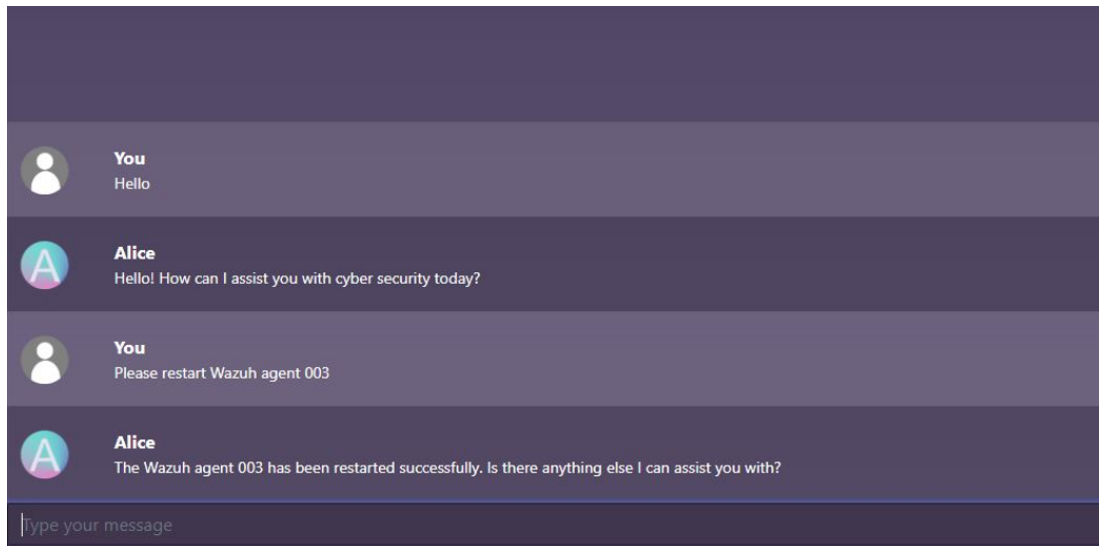 You
Hello
A
Alice
Hello! How can I assist you with cyber security today?
You
Please restart Wazuh agent 003
A
Alice
The Wazuh agent 003 has been restarted successfully. Is there anything else I can assist you with?
Type your message